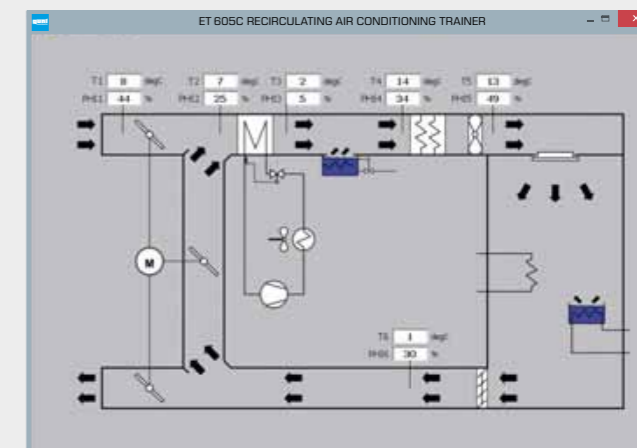 ET 605C RECIRCULATING AIR CONDITIONING TRAINER
T1 8 degC T2 7 degC T3 2 degC T4 14 degC T5 13 degC
PHI1 44 % PHI2 25 % PHI3 5 % PHI4 34 % PHI5 49 %
M
T6 1 degC
PHI6 30 %